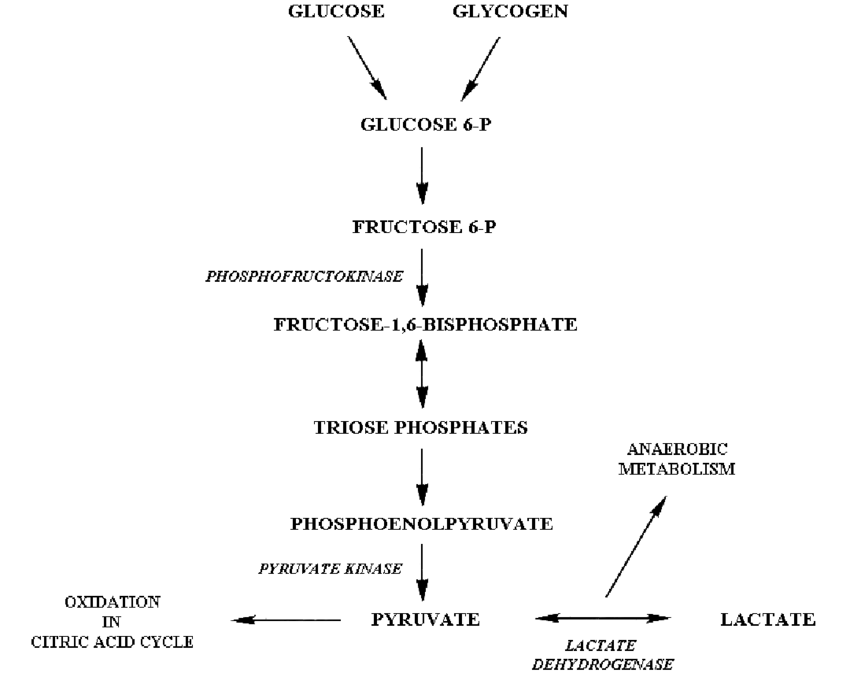 GLUCOSE
GLYCOGEN
GLUCOSE 6-P
FRUCTOSE 6-P
PHOSPHOFRUCTOKINASE
FRUCTOSE-1,6-BISPHOSPHATE
TRIOSE PHOSPHATES
ANAEROBIC
METABOLISM
PHOSPHOENOLPYRUVATE
PYRUVATE KINASE
OXIDATION
IN
CITRIC ACID CYCLE
PYRUVATE
LACTATE
LACTATE
DEHYDROGENASE